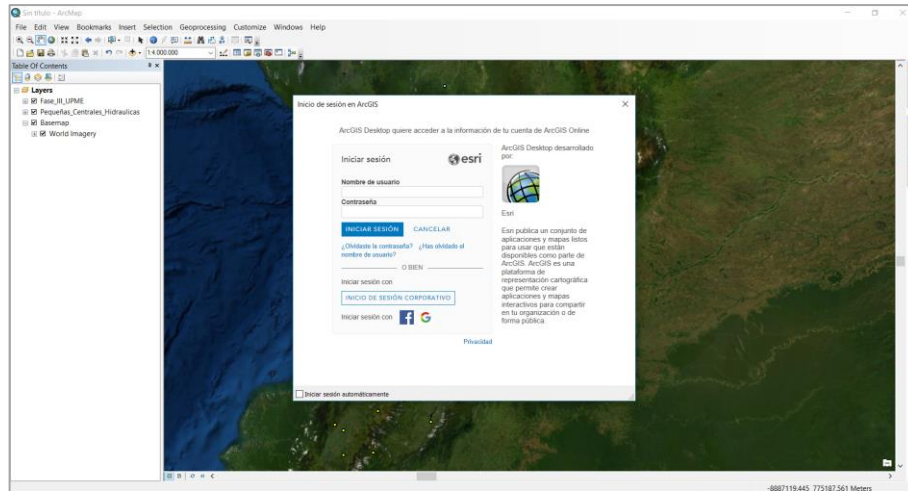 Sin título - ArcMap
File Edit View Bookmarks Insert Selection Geoprocessing Customize Windows Help
1:4.000.000
Table Of Contents
Layers
Fase_III_UPME
Pequeñas_Centrales_Hidraulicas
Basemap
World Imagery
Inicio de sesión en ArcGIS
ArcGIS Desktop quiere acceder a la información de tu cuenta de ArcGIS Online
Iniciar sesión
esri
Nombre de usuario
Contraseña
INICIAR SESIÓN CANCELAR
¿Olvidaste la contraseña? ¿Has olvidado el
nombre de usuario?
O BIEN
Iniciar sesión con
INICIO DE SESIÓN CORPORATIVO
Iniciar sesión con
Privacidad
ArcGIS Desktop desarrollado
por:
Esri
Esri publica un conjunto de
aplicaciones y mapas listos
para usar que están
disponibles como parte de
ArcGIS. ArcGIS es una
plataforma de
representación cartográfica
que permite crear
aplicaciones y mapas
interactivos para compartir
en tu organización o de
forma pública.
Iniciar sesión automáticamente
-8887119,445 775187,561 Meters